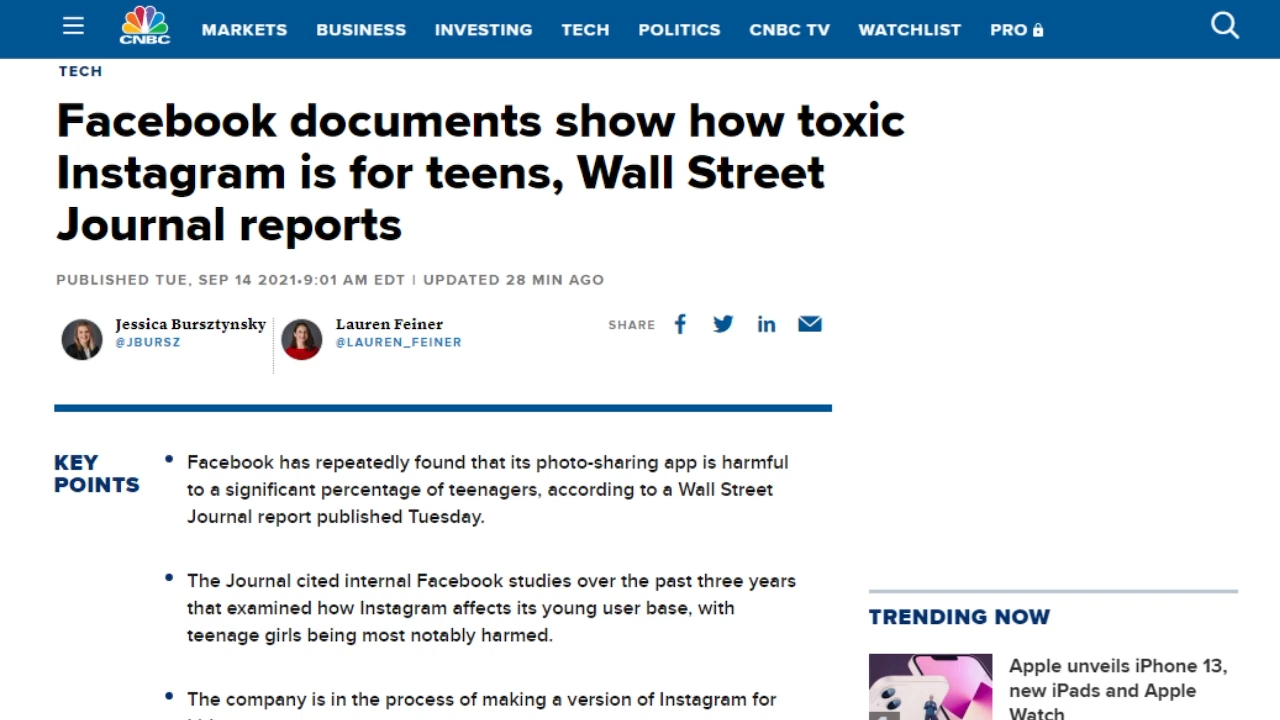 CNBC
MARKETS BUSINESS INVESTING TECH POLITICS CNBC TV WATCHLIST PRO
TECH
Facebook documents show how toxic
Instagram is for teens, Wall Street
Journal reports
PUBLISHED TUE, SEP 14 2021•9:01 AM EDT | UPDATED 28 MIN AGO
Jessica Bursztynsky
@JBURSZ
Lauren Feiner
@LAUREN_FEINER
SHARE
KEY
POINTS
• Facebook has repeatedly found that its photo-sharing app is harmful
to a significant percentage of teenagers, according to a Wall Street
Journal report published Tuesday.
• The Journal cited internal Facebook studies over the past three years
that examined how Instagram affects its young user base, with
teenage girls being most notably harmed.
• The company is in the process of making a version of Instagram for
TRENDING NOW
Apple unveils iPhone 13,
new iPads and Apple
Watch